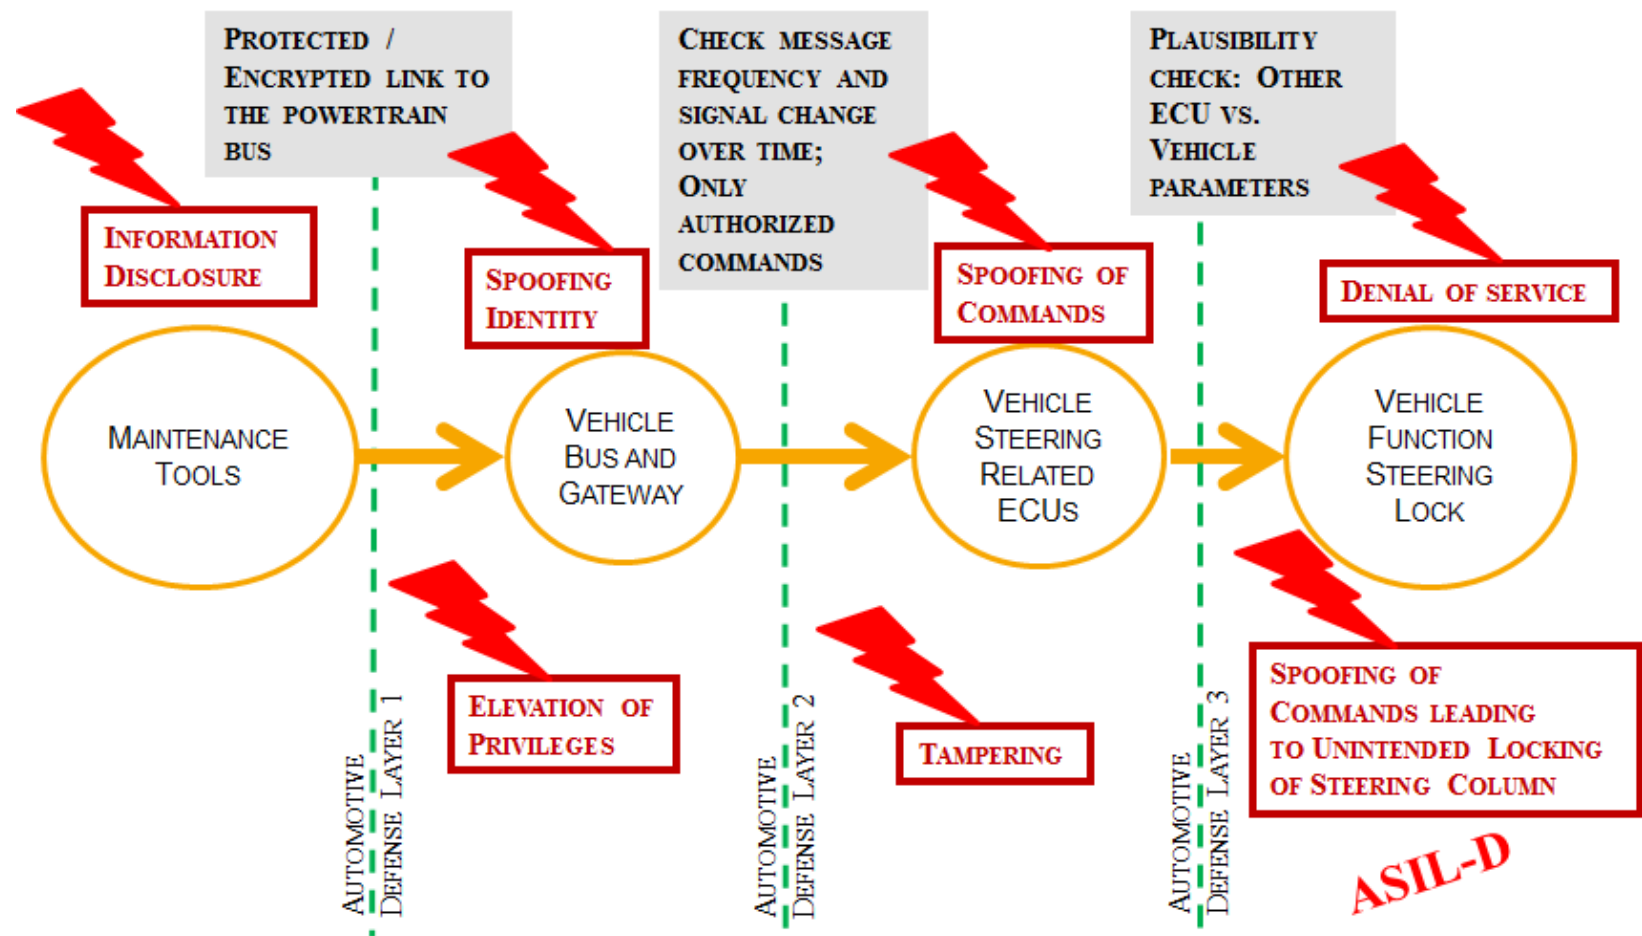 PROTECTED /
ENCRYPTED LINK TO
THE POWERTRAIN
BUS
CHECK MESSAGE
FREQUENCY AND
SIGNAL CHANGE
OVER TIME;
ONLY
AUTHORIZED
COMMANDS
PLAUSIBILITY
CHECK: OTHER
ECU VS.
VEHICLE
PARAMETERS
INFORMATION
DISCLOSURE
SPOOFING
IDENTITY
SPOOFING OF
COMMANDS
DENIAL OF SERVICE
MAINTENANCE
TOOLS
VEHICLE
BUS AND
GATEWAY
VEHICLE
STEERING
RELATED
ECUS
VEHICLE
FUNCTION
STEERING
LOCK
ELEVATION OF
PRIVILEGES
TAMPERING
SPOOFING OF
COMMANDS LEADING
TO UNINTENDED LOCKING
OF STEERING COLUMN
AUTOMOTIVE
DEFENSE LAYER 1
AUTOMOTIVE
DEFENSE LAYER 2
AUTOMOTIVE
DEFENSE LAYER 3
ASIL-D